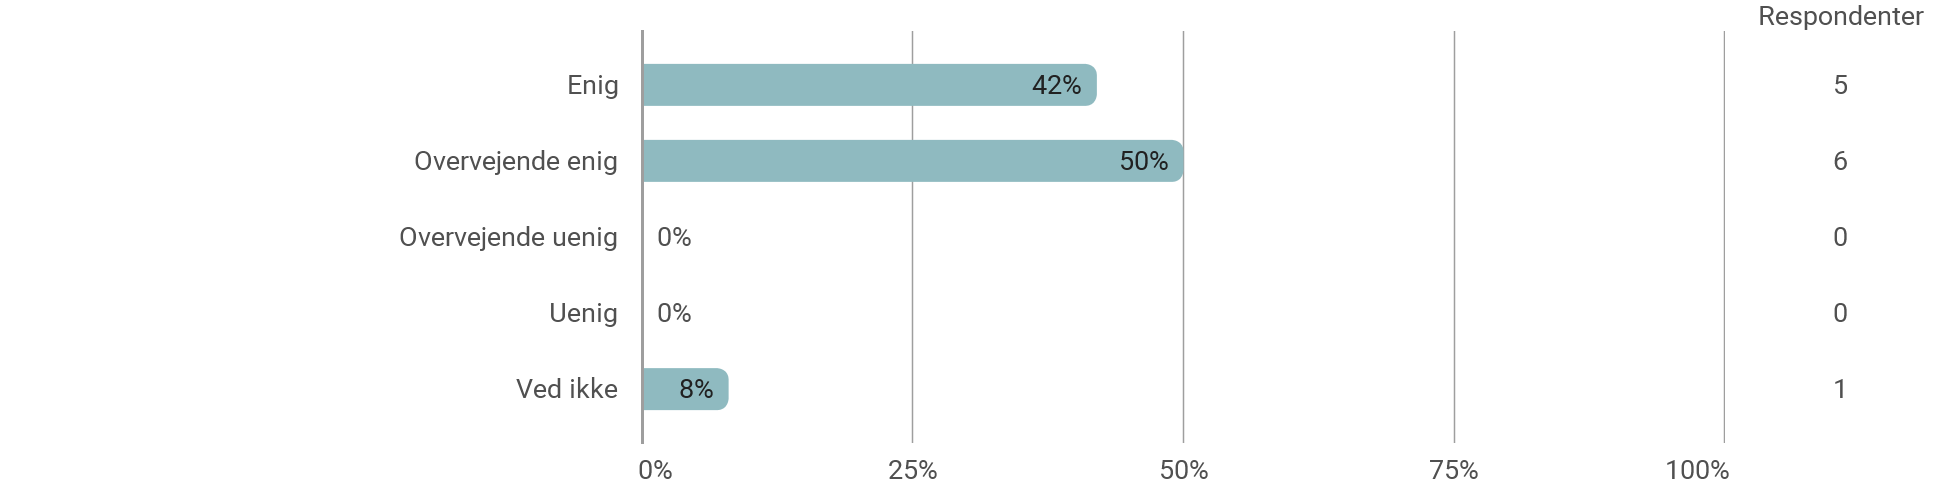 Respondenter
Enig 42% 5
Overvejende enig 50% 6
Overvejende uenig 0% 0
Uenig 0% 0
Ved ikke 8% 1
0% 25% 50% 75% 100%